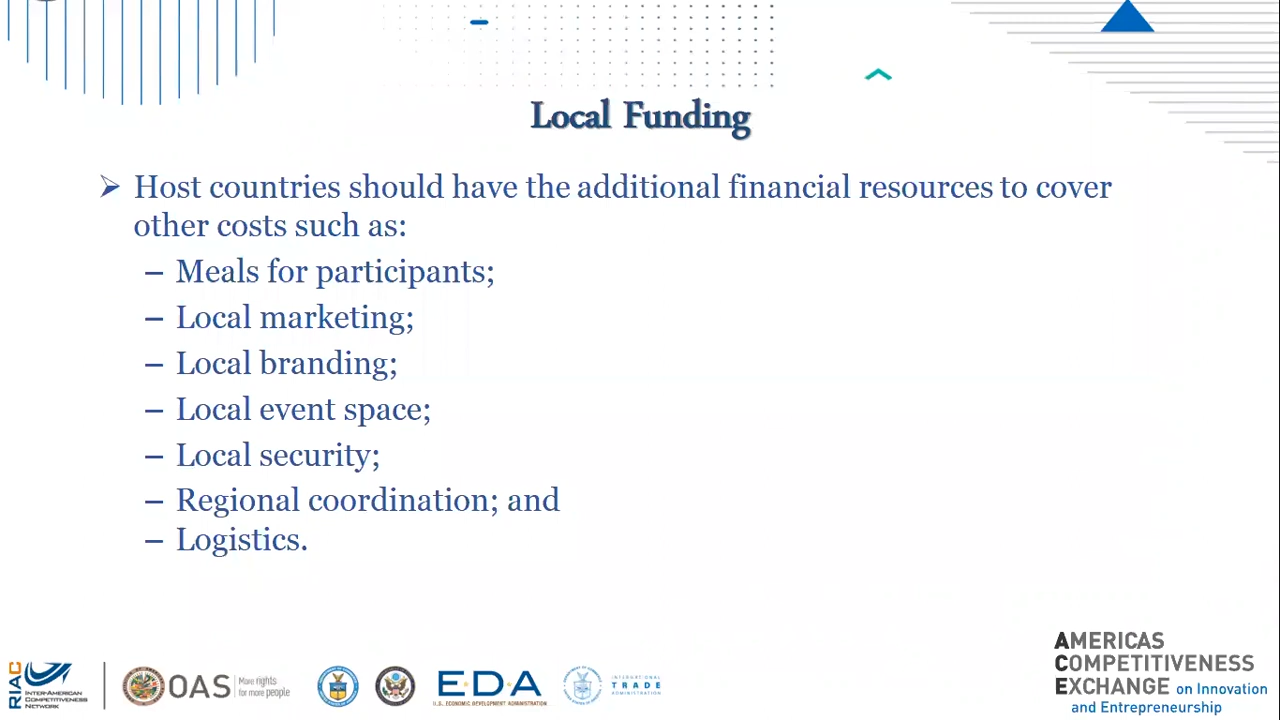 Local Funding
➢ Host countries should have the additional financial resources to cover
other costs such as:
– Meals for participants;
– Local marketing;
– Local branding;
– Local event space;
– Local security;
– Regional coordination; and
– Logistics.
RIAC
INTER-AMERICAN
COMPETITIVENESS
NETWORK
OAS
More rights
for more people
EDA
U.S. ECONOMIC DEVELOPMENT ADMINISTRATION
INTERNATIONAL
TRADE
ADMINISTRATION
AMERICAS
COMPETITIVENESS
EXCHANGE on Innovation
and Entrepreneurship